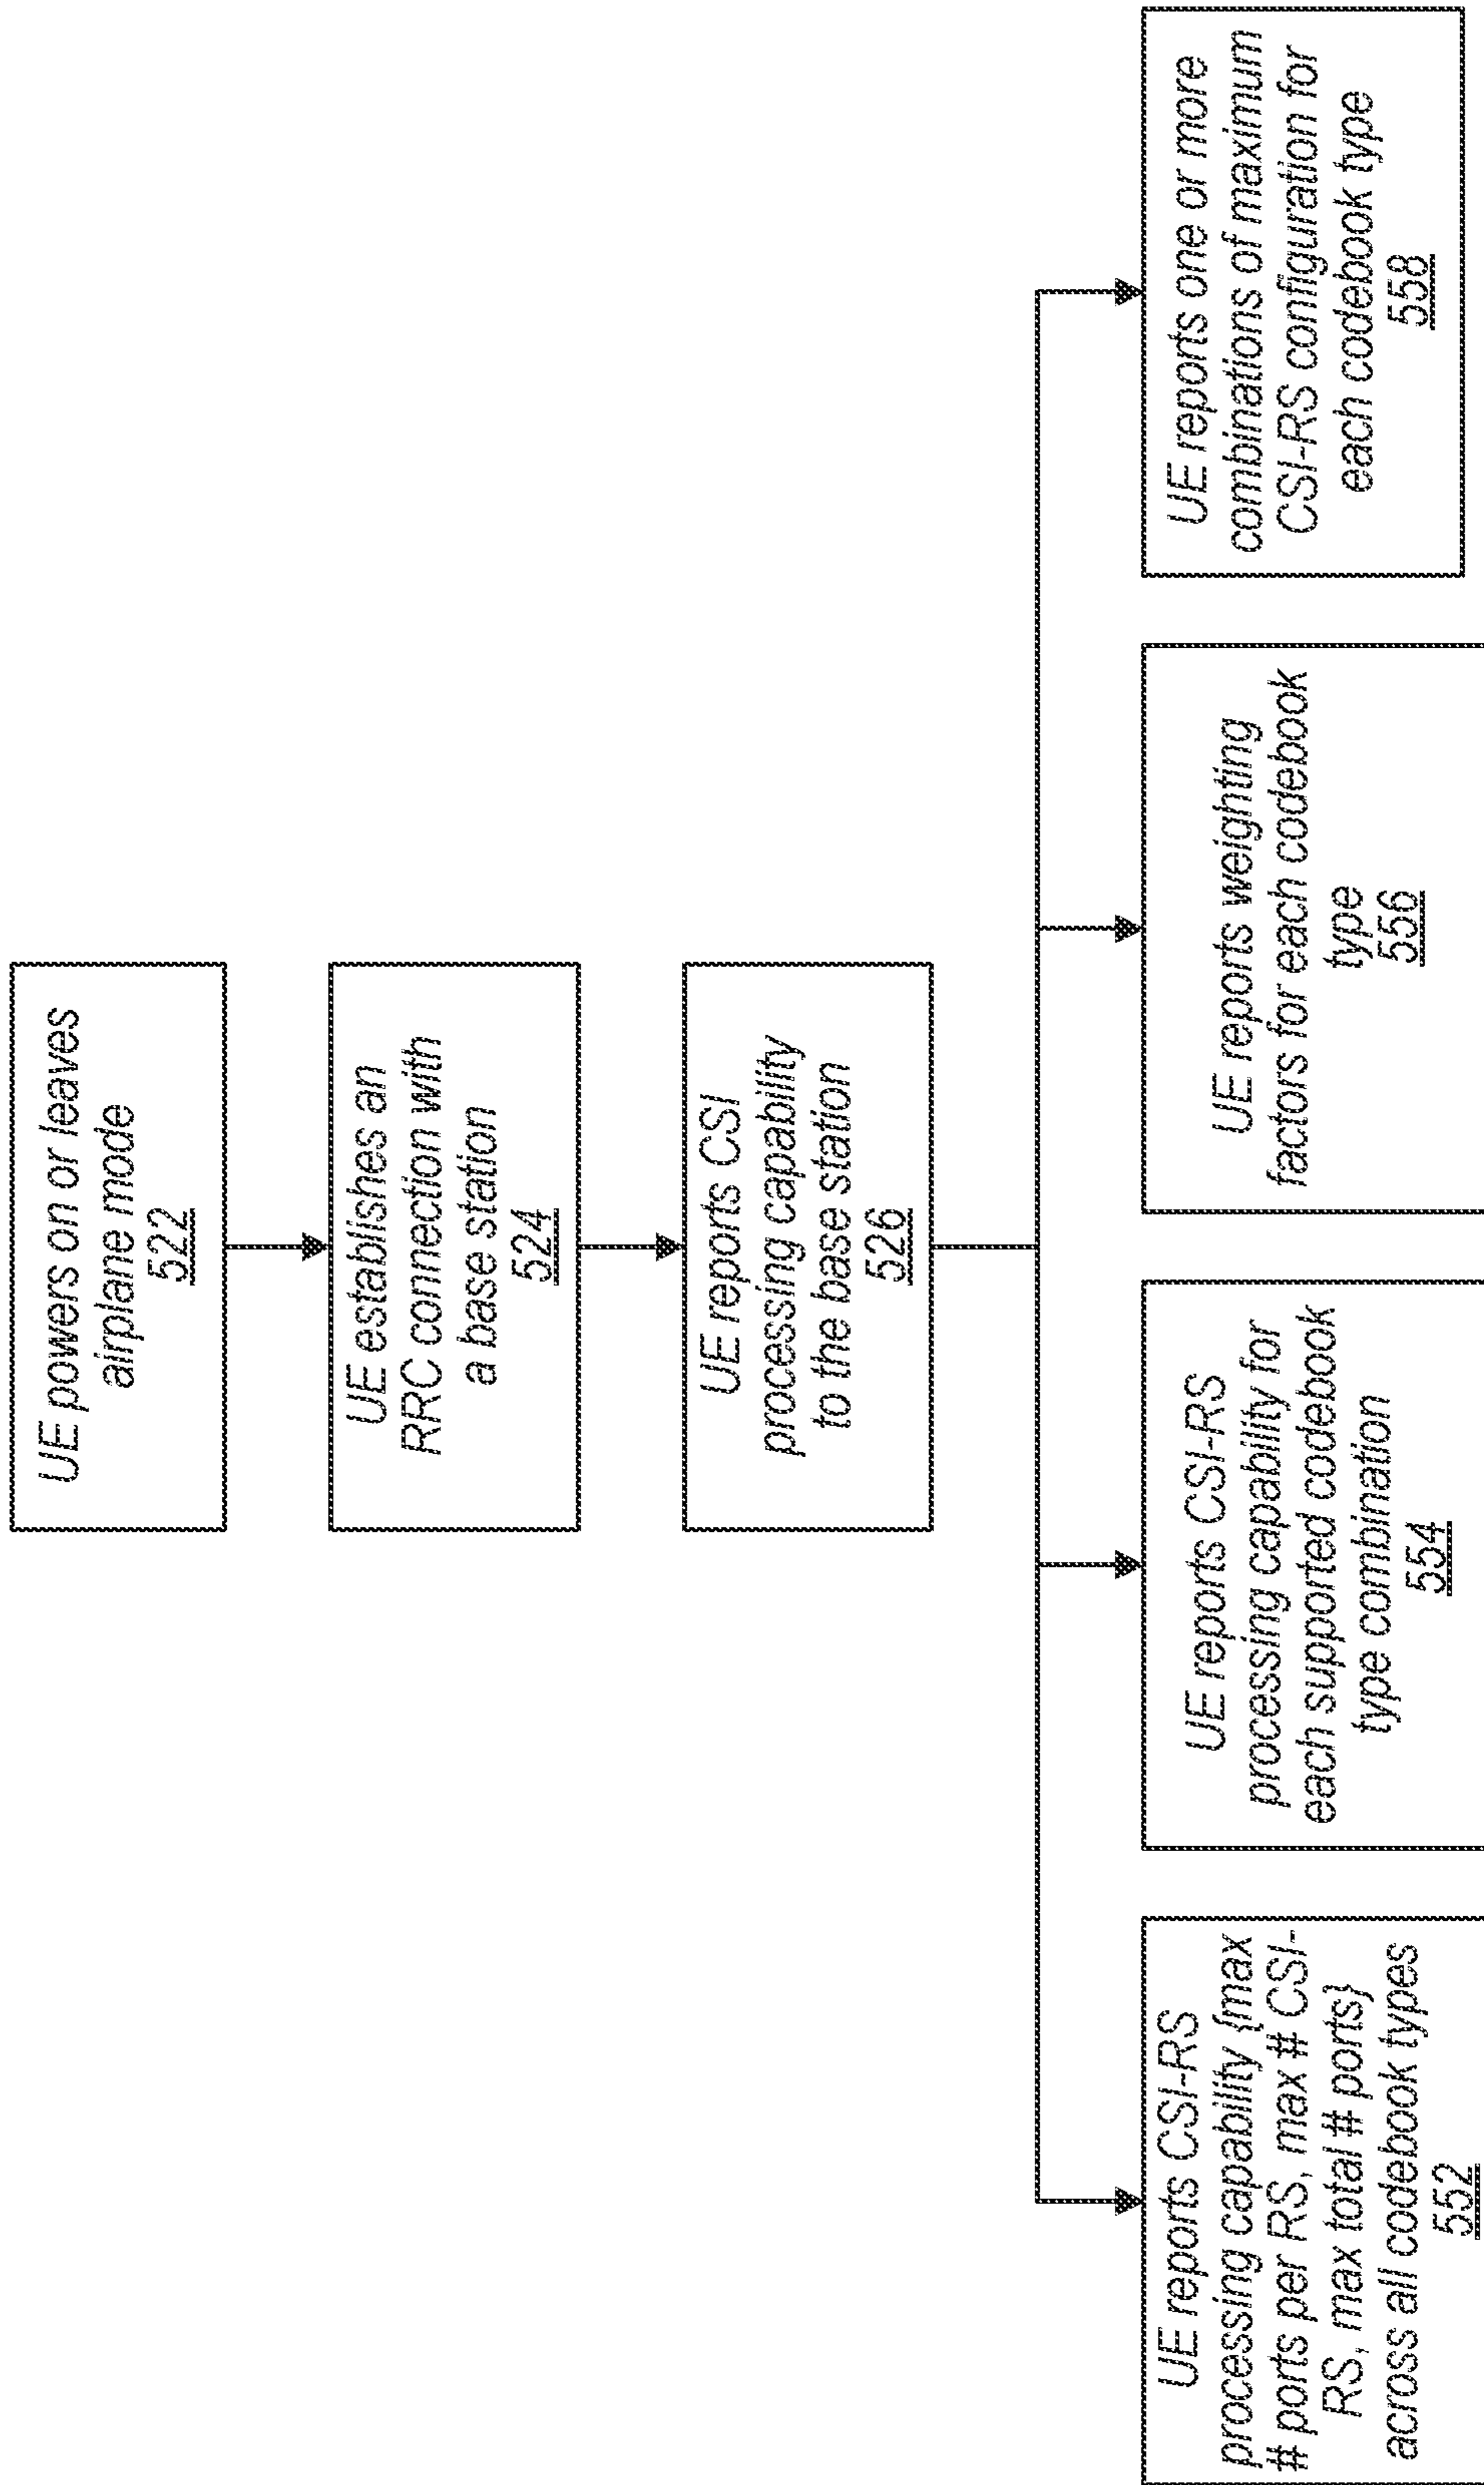 UE powers on or leaves
airplane mode
522
UE establishes an
RRC connection with
a base station
524
UE reports CSI
processing capability
to the base station
526
UE reports CSI-RS
processing capability {max
# ports per RS, max # CSI-
RS, max total # ports}
across all codebook types
552
UE reports CSI-RS
processing capability for
each supported codebook
type combination
554
UE reports weighting
factors for each codebook
type
556
UE reports one or more
combinations of maximum
CSI-RS configuration for
each codebook type
558